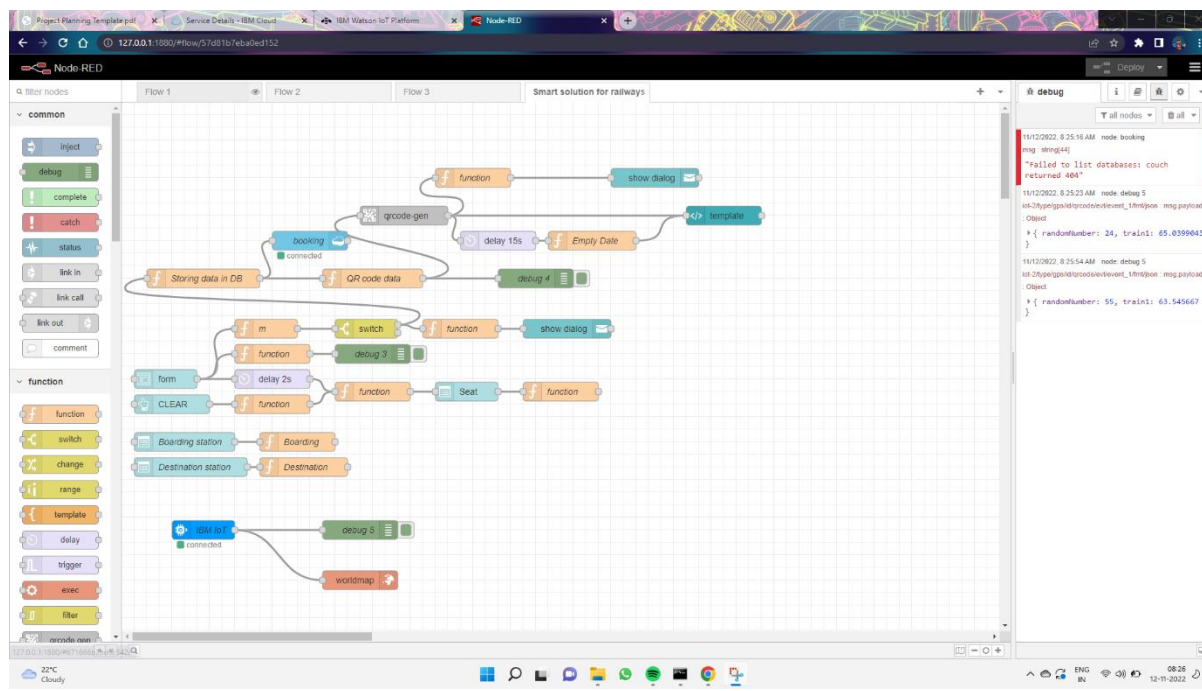 Project Planning Template.pdf
Service Details - IBM Cloud
IBM Watson IoT Platform
Node-RED
127.0.0.1:1880/#flow/57d81b7eba0ed152
Node-RED
Deploy
filter nodes
Flow 1
Flow 2
Flow 3
Smart solution for railways
debug
all nodes
all
common
inject
debug
complete
catch
status
link in
link call
link out
comment
function
function
switch
change
range
template
delay
trigger
exec
filter
qrcode gen
function
show dialog
qrcode-gen
template
booking
connected
delay 15s
Empty Date
Storing data in DB
QR code data
debug 4
m
switch
function
show dialog
function
debug 3
form
delay 2s
function
Seat
function
CLEAR
function
Boarding station
Boarding
Destination station
Destination
IBM IoT
connected
debug 5
worldmap
11/12/2022, 8:25:16 AM node: booking
msg : string[44]
"Failed to list databases: couch
returned 404"
11/12/2022, 8:25:23 AM node: debug 5
iot-2/type/gps/id/qrcode/evt/event_1/fmt/json : msg.payload
: Object
{ randomNumber: 24, train1: 65.0399043
}
11/12/2022, 8:25:54 AM node: debug 5
iot-2/type/gps/id/qrcode/evt/event_1/fmt/json : msg.payload
: Object
{ randomNumber: 55, train1: 63.545667
}
22°C
Cloudy
ENG
IN
08:26
12-11-2022